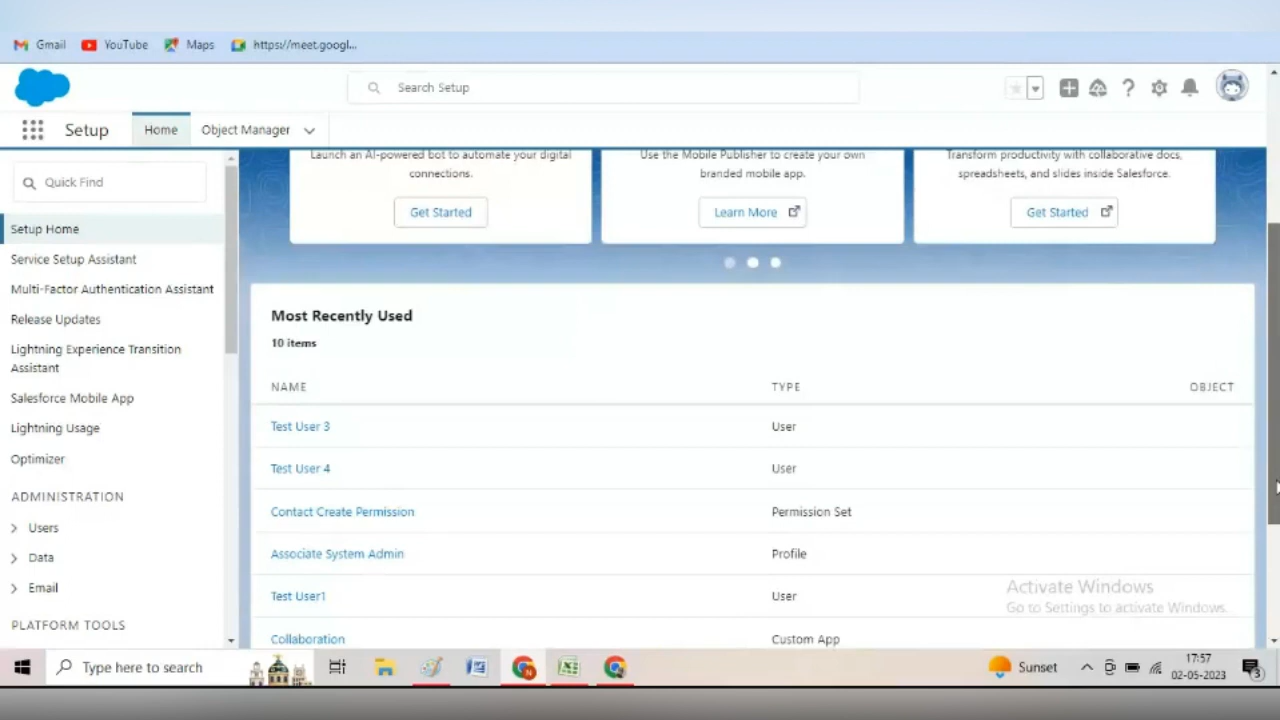 Gmail YouTube Maps https://meet.googl...
Search Setup
Setup Home Object Manager
Quick Find
Setup Home
Service Setup Assistant
Multi-Factor Authentication Assistant
Release Updates
Lightning Experience Transition
Assistant
Salesforce Mobile App
Lightning Usage
Optimizer
ADMINISTRATION
Users
Data
Email
PLATFORM TOOLS
Launch an AI-powered bot to automate your digital
connections.
Get Started
Use the Mobile Publisher to create your own
branded mobile app.
Learn More
Transform productivity with collaborative docs,
spreadsheets, and slides inside Salesforce.
Get Started
Most Recently Used
10 items
NAME TYPE OBJECT
Test User 3 User
Test User 4 User
Contact Create Permission Permission Set
Associate System Admin Profile
Test User1 User
Collaboration Custom App
Activate Windows
Go to Settings to activate Windows.
Type here to search
Sunset
17:57
02-05-2023
3